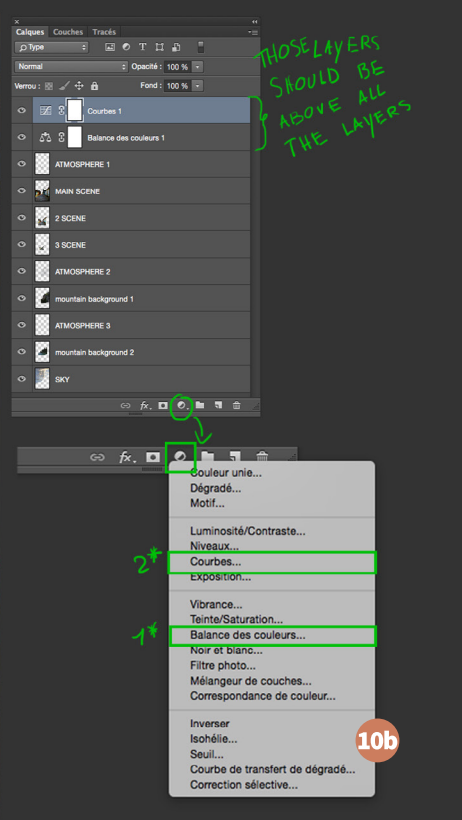 Calques Couches Tracés
Type
Normal Opacité : 100 %
Verrou : Fond : 100 %
THOSE LAYERS
SHOULD BE
ABOVE ALL
THE LAYERS
Courbes 1
Balance des couleurs 1
ATMOSPHERE 1
MAIN SCENE
2 SCENE
3 SCENE
ATMOSPHERE 2
mountain background 1
ATMOSPHERE 3
mountain background 2
SKY
fx
fx
Couleur unie...
Dégradé...
Motif...
Luminosité/Contraste...
Niveaux...
2* Courbes...
Exposition...
Vibrance...
Teinte/Saturation...
1* Balance des couleurs...
Noir et blanc...
Filtre photo...
Mélangeur de couches...
Correspondance de couleur...
Inverser
Isohélie...
Seuil...
Courbe de transfert de dégradé...
Correction sélective...
10b